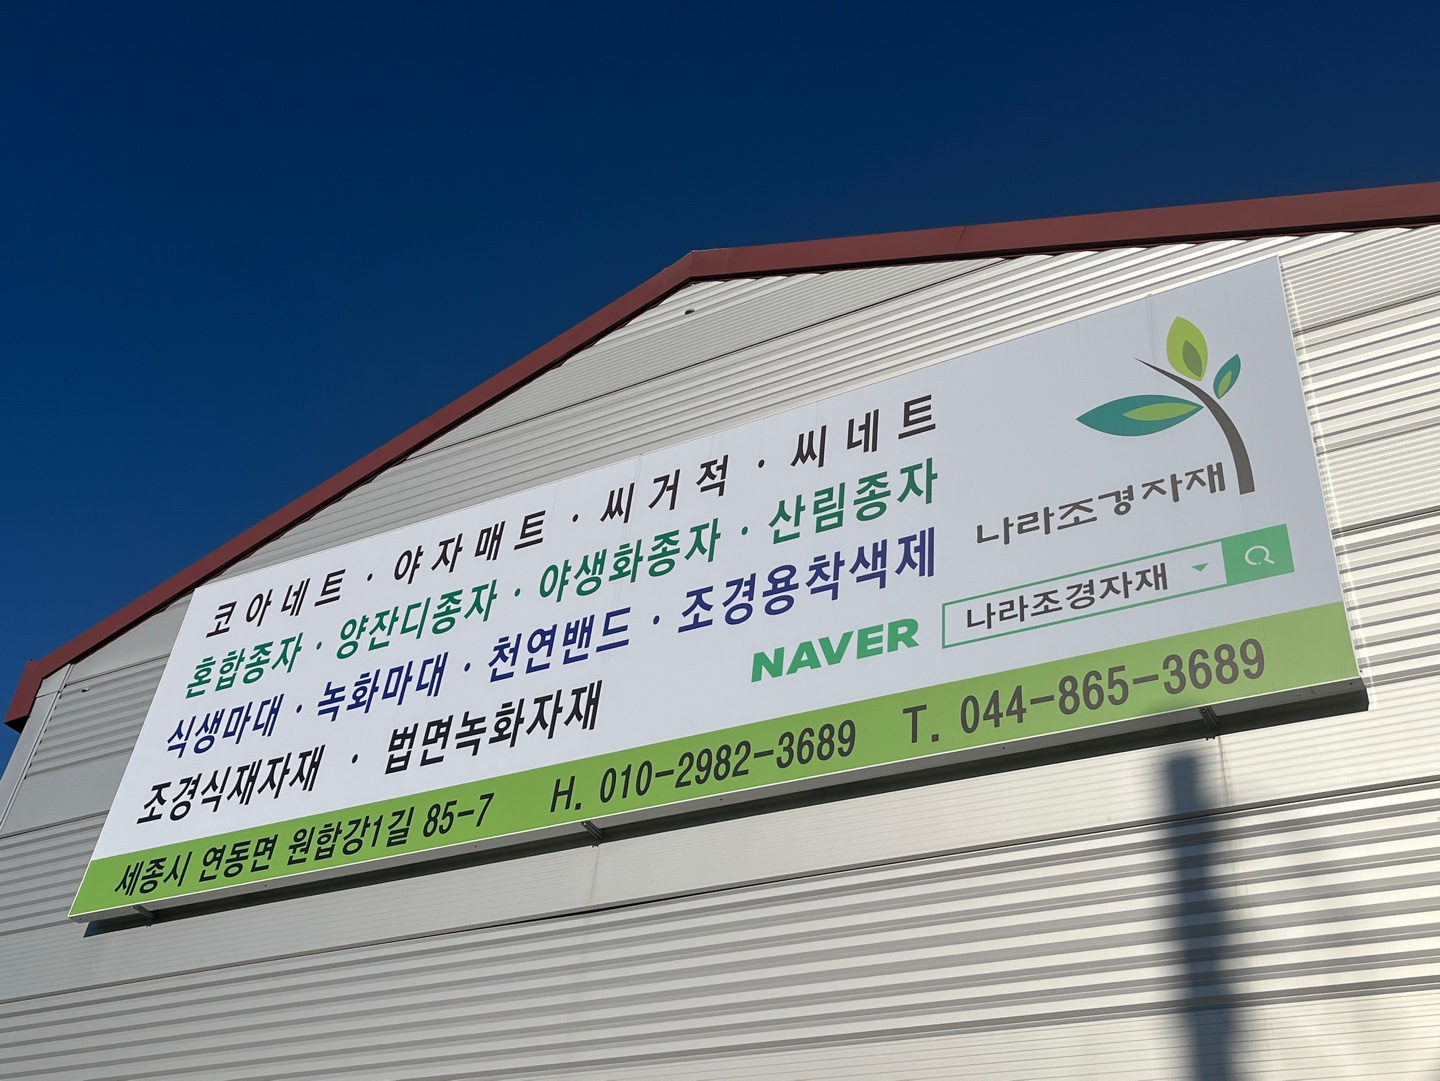 코아네트 · 야자매트 · 씨거적 · 씨네트
혼합종자 · 양잔디종자 · 야생화종자 · 산림종자
식생마대 · 녹화마대 · 천연밴드 · 조경용착색제
조경식재자재 · 법면녹화자재
나라조경자재
NAVER 나라조경자재
세종시 연동면 원합강1길 85-7 H. 010-2982-3689 T. 044-865-3689